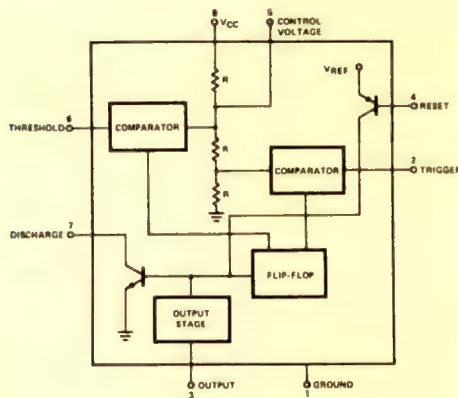 8
5
VCC
CONTROL
VOLTAGE
R
VREF
4
RESET
6
THRESHOLD
COMPARATOR
R
COMPARATOR
2
TRIGGER
R
7
DISCHARGE
FLIP-FLOP
OUTPUT
STAGE
OUTPUT
3
GROUND
1